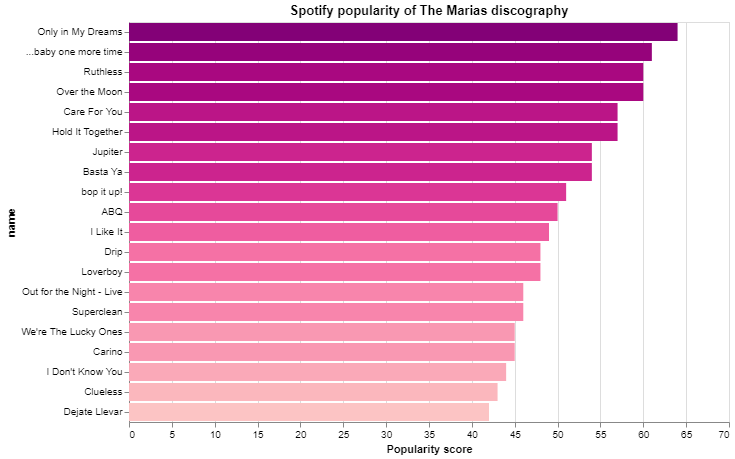 Spotify popularity of The Marias discography
Only in My Dreams
...baby one more time
Ruthless
Over the Moon
Care For You
Hold It Together
Jupiter
Basta Ya
bop it up!
ABQ
I Like It
Drip
Loverboy
Out for the Night - Live
Superclean
We're The Lucky Ones
Carino
I Don't Know You
Clueless
Dejate Llevar
name
0 5 10 15 20 25 30 35 40 45 50 55 60 65 70
Popularity score